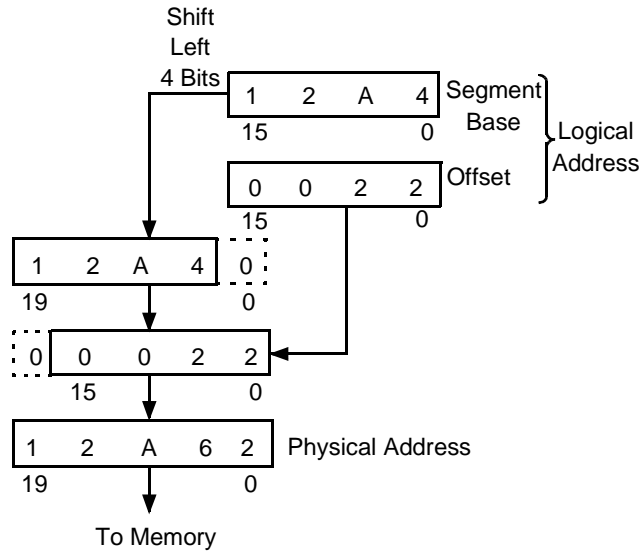 Shift
Left
4 Bits
1 2 A 4
Segment
Base
15 0
Logical
Address
0 0 2 2
Offset
15 0
1 2 A 4 0
19 0
0 0 0 2 2
15 0
1 2 A 6 2
Physical Address
19 0
To Memory